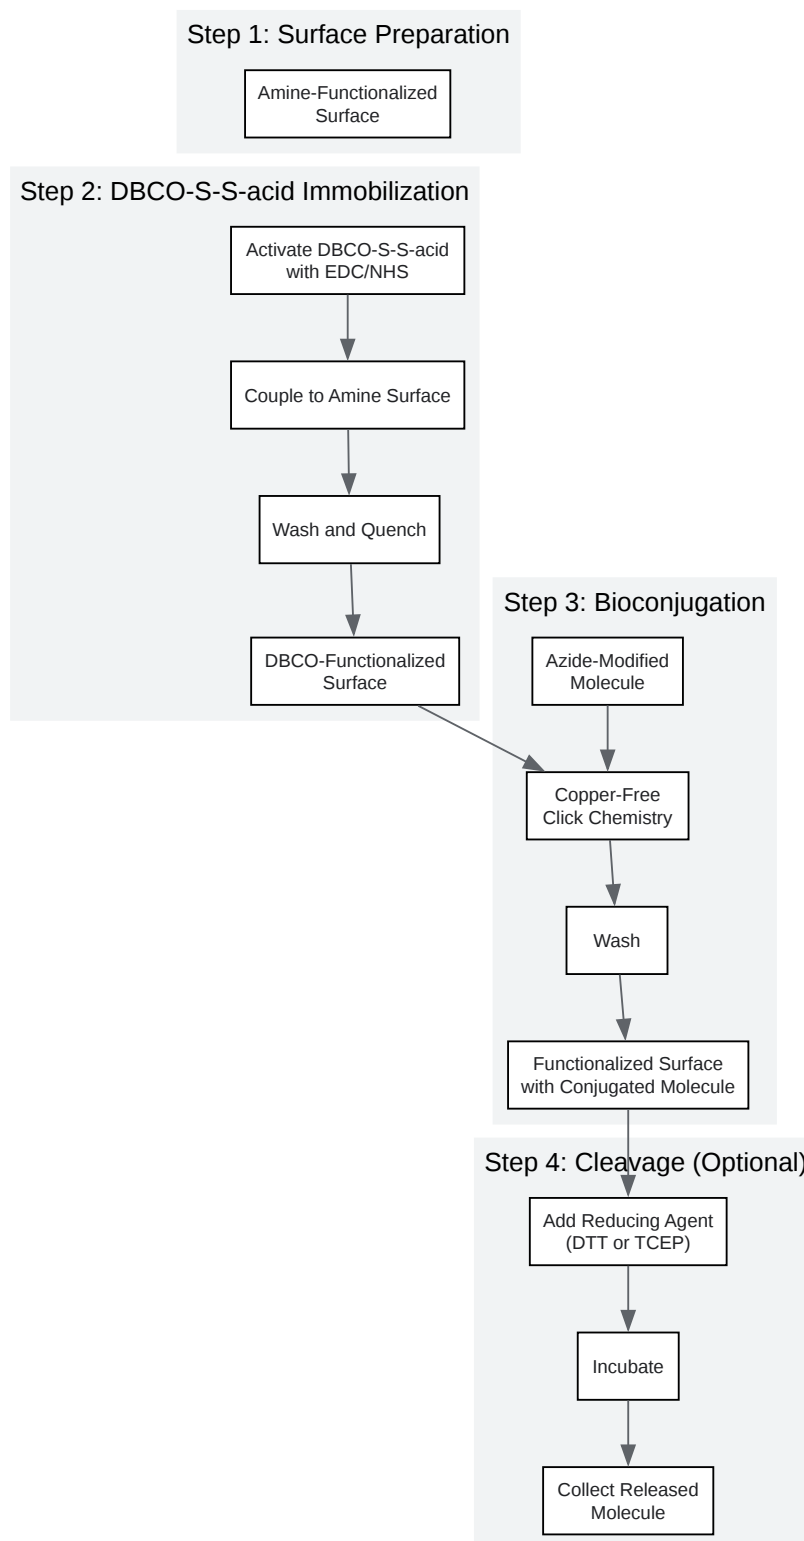 Step 1: Surface Preparation
Amine-Functionalized
Surface
Step 2: DBCO-S-S-acid Immobilization
Activate DBCO-S-S-acid
with EDC/NHS
Couple to Amine Surface
Wash and Quench
DBCO-Functionalized
Surface
Step 3: Bioconjugation
Azide-Modified
Molecule
Copper-Free
Click Chemistry
Wash
Functionalized Surface
with Conjugated Molecule
Step 4: Cleavage (Optional)
Add Reducing Agent
(DTT or TCEP)
Incubate
Collect Released
Molecule